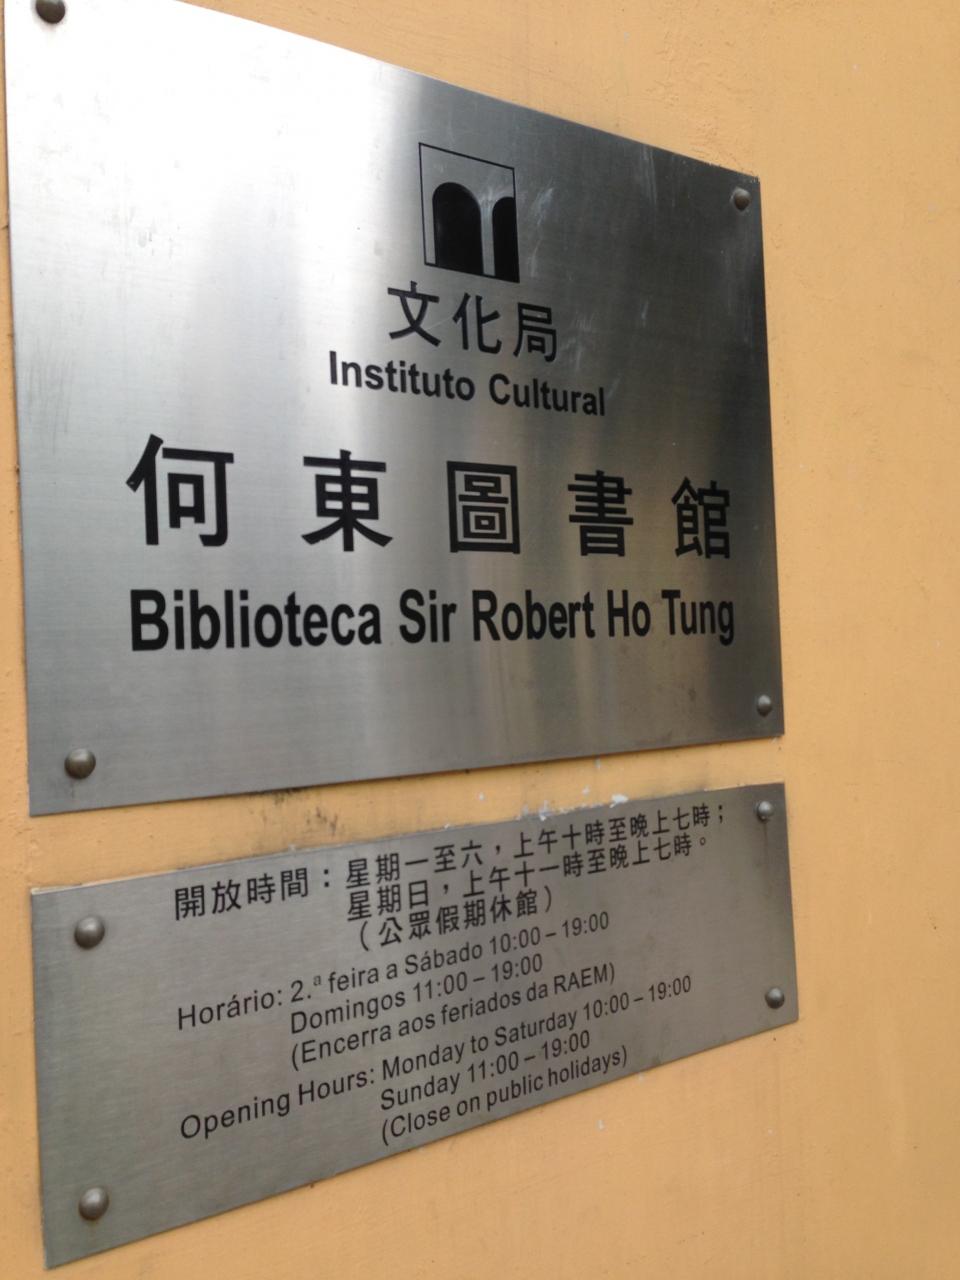 文化局
Instituto Cultural
何東圖書館
Biblioteca Sir Robert Ho Tung
開放時間：星期一至六，上午十時至晚上七時；
星期日，上午十一時至晚上七時。
（公眾假期休館）
Horário: 2.ª feira a Sábado 10:00 – 19:00
Domingos 11:00 – 19:00
(Encerra aos feriados da RAEM)
Opening Hours: Monday to Saturday 10:00 – 19:00
Sunday 11:00 – 19:00
(Close on public holidays)